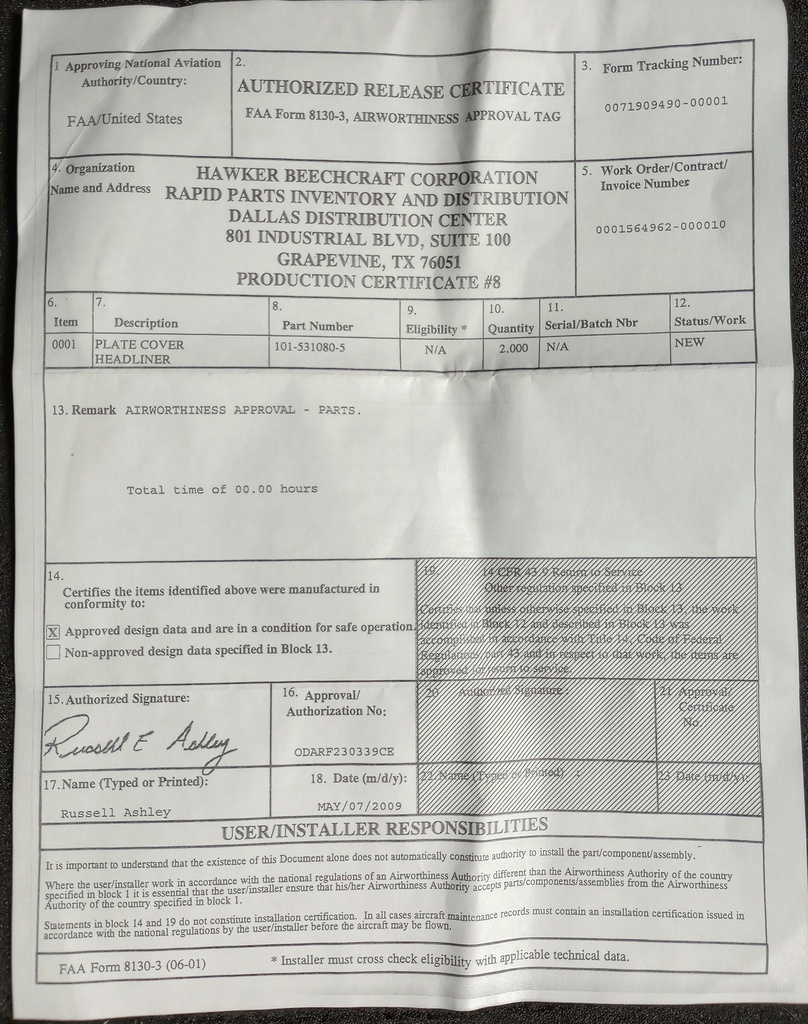 1 Approving National Aviation
Authority/Country:
FAA/United States
2.
AUTHORIZED RELEASE CERTIFICATE
FAA Form 8130-3, AIRWORTHINESS APPROVAL TAG
3. Form Tracking Number:
0071909490-00001
4. Organization
Name and Address
HAWKER BEECHCRAFT CORPORATION
RAPID PARTS INVENTORY AND DISTRIBUTION
DALLAS DISTRIBUTION CENTER
801 INDUSTRIAL BLVD, SUITE 100
GRAPEVINE, TX 76051
PRODUCTION CERTIFICATE #8
5. Work Order/Contract/
Invoice Number
0001564962-000010
6.
Item
7.
Description
8.
Part Number
9.
Eligibility *
10.
Quantity
11.
Serial/Batch Nbr
12.
Status/Work
0001
PLATE COVER
HEADLINER
101-531080-5
N/A
2.000
N/A
NEW
13. Remark AIRWORTHINESS APPROVAL - PARTS.
Total time of 00.00 hours
14.
Certifies the items identified above were manufactured in
conformity to:
X Approved design data and are in a condition for safe operation.
Non-approved design data specified in Block 13.
19. 14 CFR 43.9 Return to Service
Other regulation specified in Block 13
Certifies that unless otherwise specified in Block 13, the work
identified in Block 12 and described in Block 13 was
accomplished in accordance with Title 14, Code of Federal
Regulations, part 43 and in respect to that work, the items are
approved for return to service.
15. Authorized Signature:
Russell E Ashley
16. Approval/
Authorization No:
ODARF230339CE
20 Authorized Signature:
21 Approval/
Certificate
No
17. Name (Typed or Printed):
Russell Ashley
18. Date (m/d/y):
MAY/07/2009
22. Name (Typed or Printed)
23 Date (m/d/y):
USER/INSTALLER RESPONSIBILITIES
It is important to understand that the existence of this Document alone does not automatically constitute authority to install the part/component/assembly.
Where the user/installer work in accordance with the national regulations of an Airworthiness Authority different than the Airworthiness Authority of the country
specified in block 1 it is essential that the user/installer ensure that his/her Airworthiness Authority accepts parts/components/assemblies from the Airworthiness
Authority of the country specified in block 1.
Statements in block 14 and 19 do not constitute installation certification. In all cases aircraft maintenance records must contain an installation certification issued in
accordance with the national regulations by the user/installer before the aircraft may be flown.
FAA Form 8130-3 (06-01)
* Installer must cross check eligibility with applicable technical data.